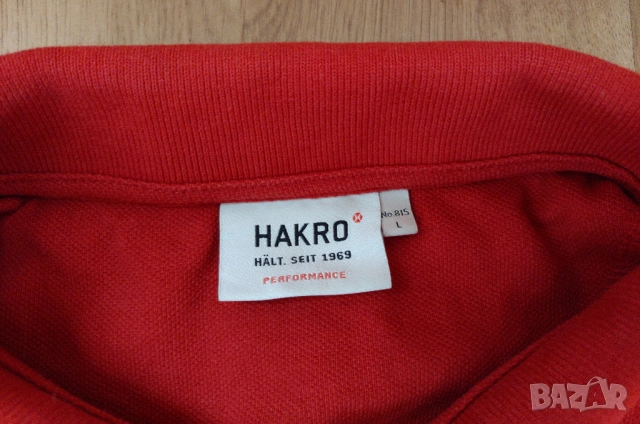 HAKRO
HÄLT. SEIT 1969
PERFORMANCE
No.815
L
BAZAR